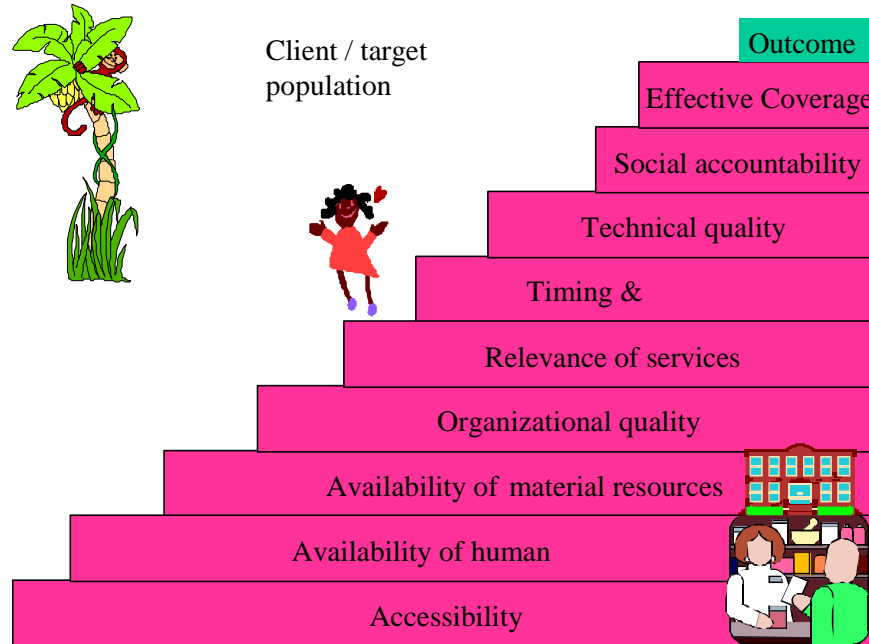 Client / target
population
Outcome
Effective Coverage
Social accountability
Technical quality
Timing &
Relevance of services
Organizational quality
Availability of material resources
Availability of human
Accessibility